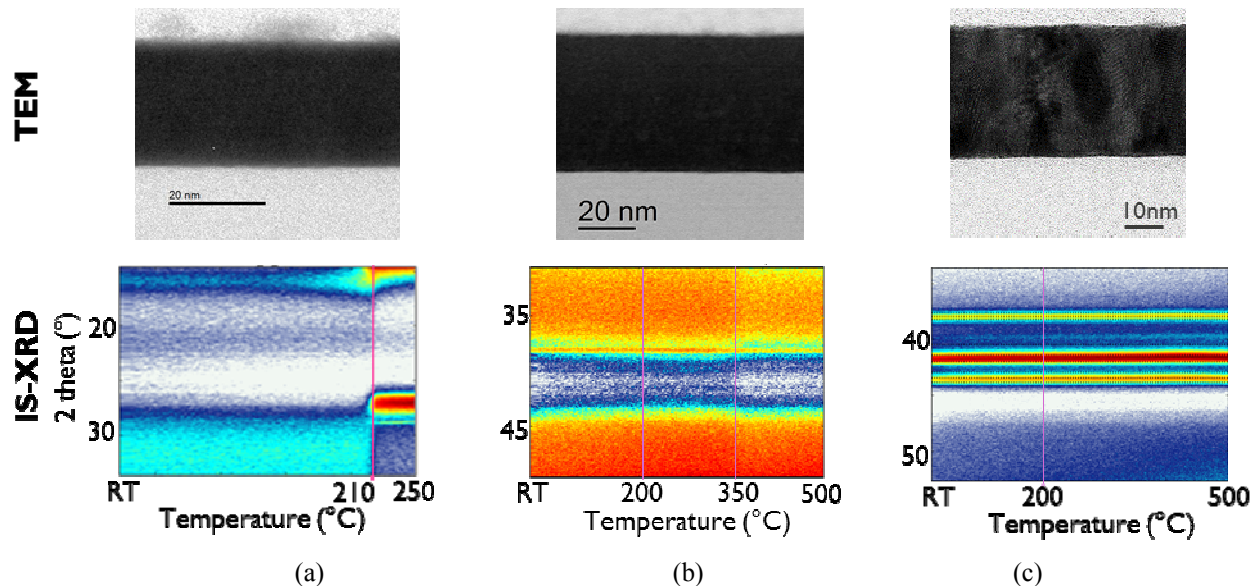 TEM
20 nm
20 nm
10nm
IS-XRD
2 theta (°)
20
30
RT 210 250
Temperature (°C)
35
45
RT 200 350 500
Temperature (°C)
40
50
RT 200 500
Temperature (°C)
(a) (b) (c)